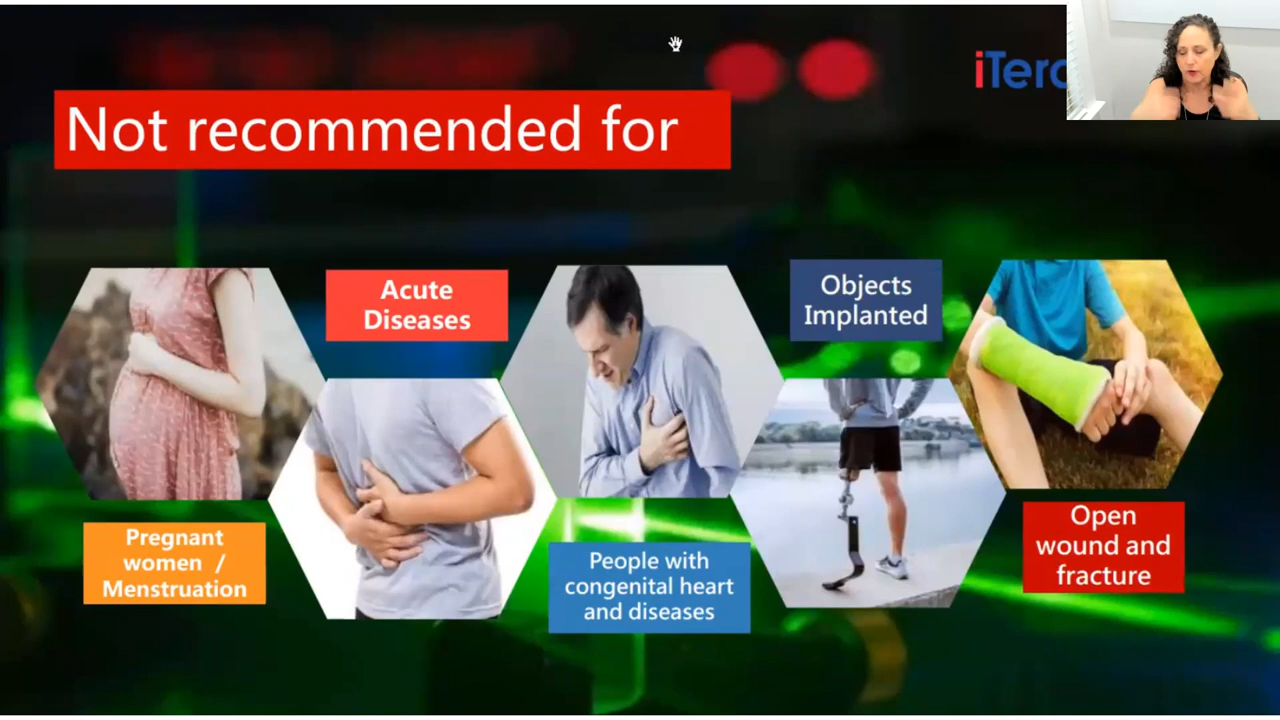 Not recommended for
Acute
Diseases
Objects
Implanted
Pregnant
women /
Menstruation
People with
congenital heart
and diseases
Open
wound and
fracture